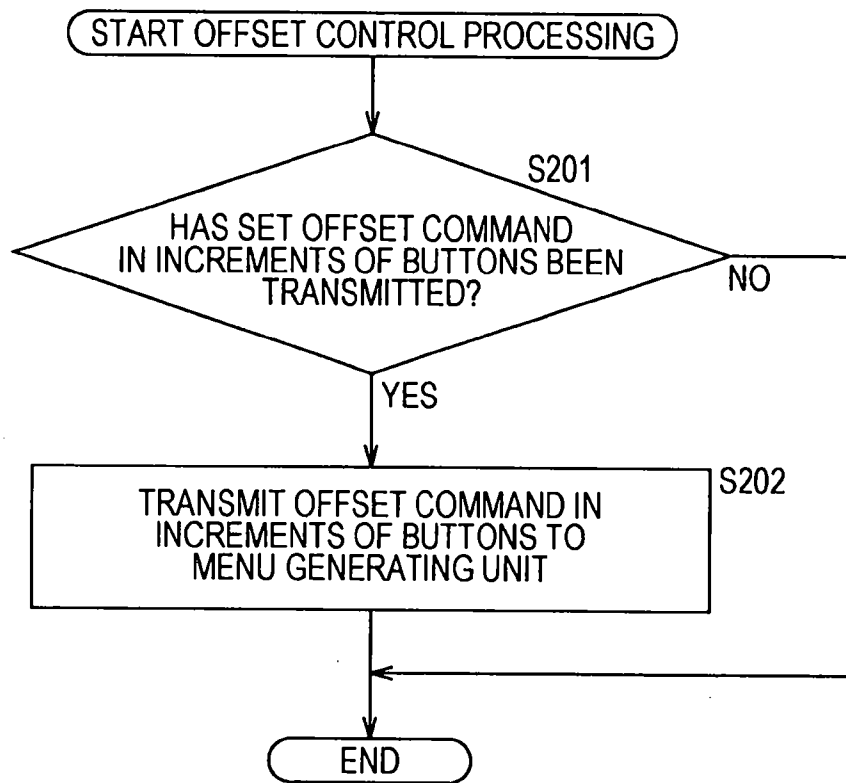 START OFFSET CONTROL PROCESSING
S201
HAS SET OFFSET COMMAND
IN INCREMENTS OF BUTTONS BEEN
TRANSMITTED?
NO
YES
S202
TRANSMIT OFFSET COMMAND IN
INCREMENTS OF BUTTONS TO
MENU GENERATING UNIT
END